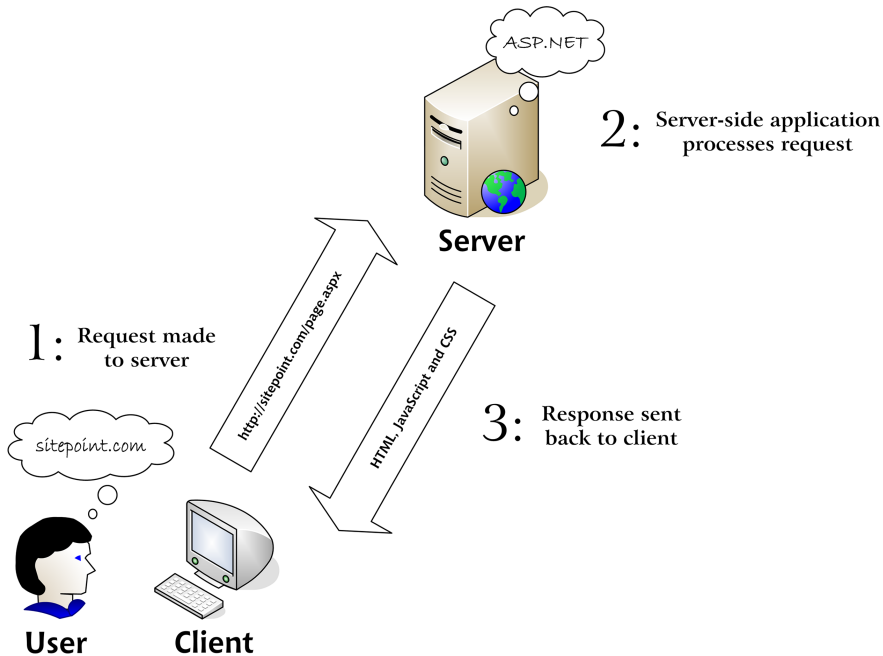 ASP.NET
2: Server-side application
processes request
Server
http://sitepoint.com/page.aspx
1: Request made
to server
HTML, JavaScript and CSS
3: Response sent
back to client
sitepoint.com
User
Client